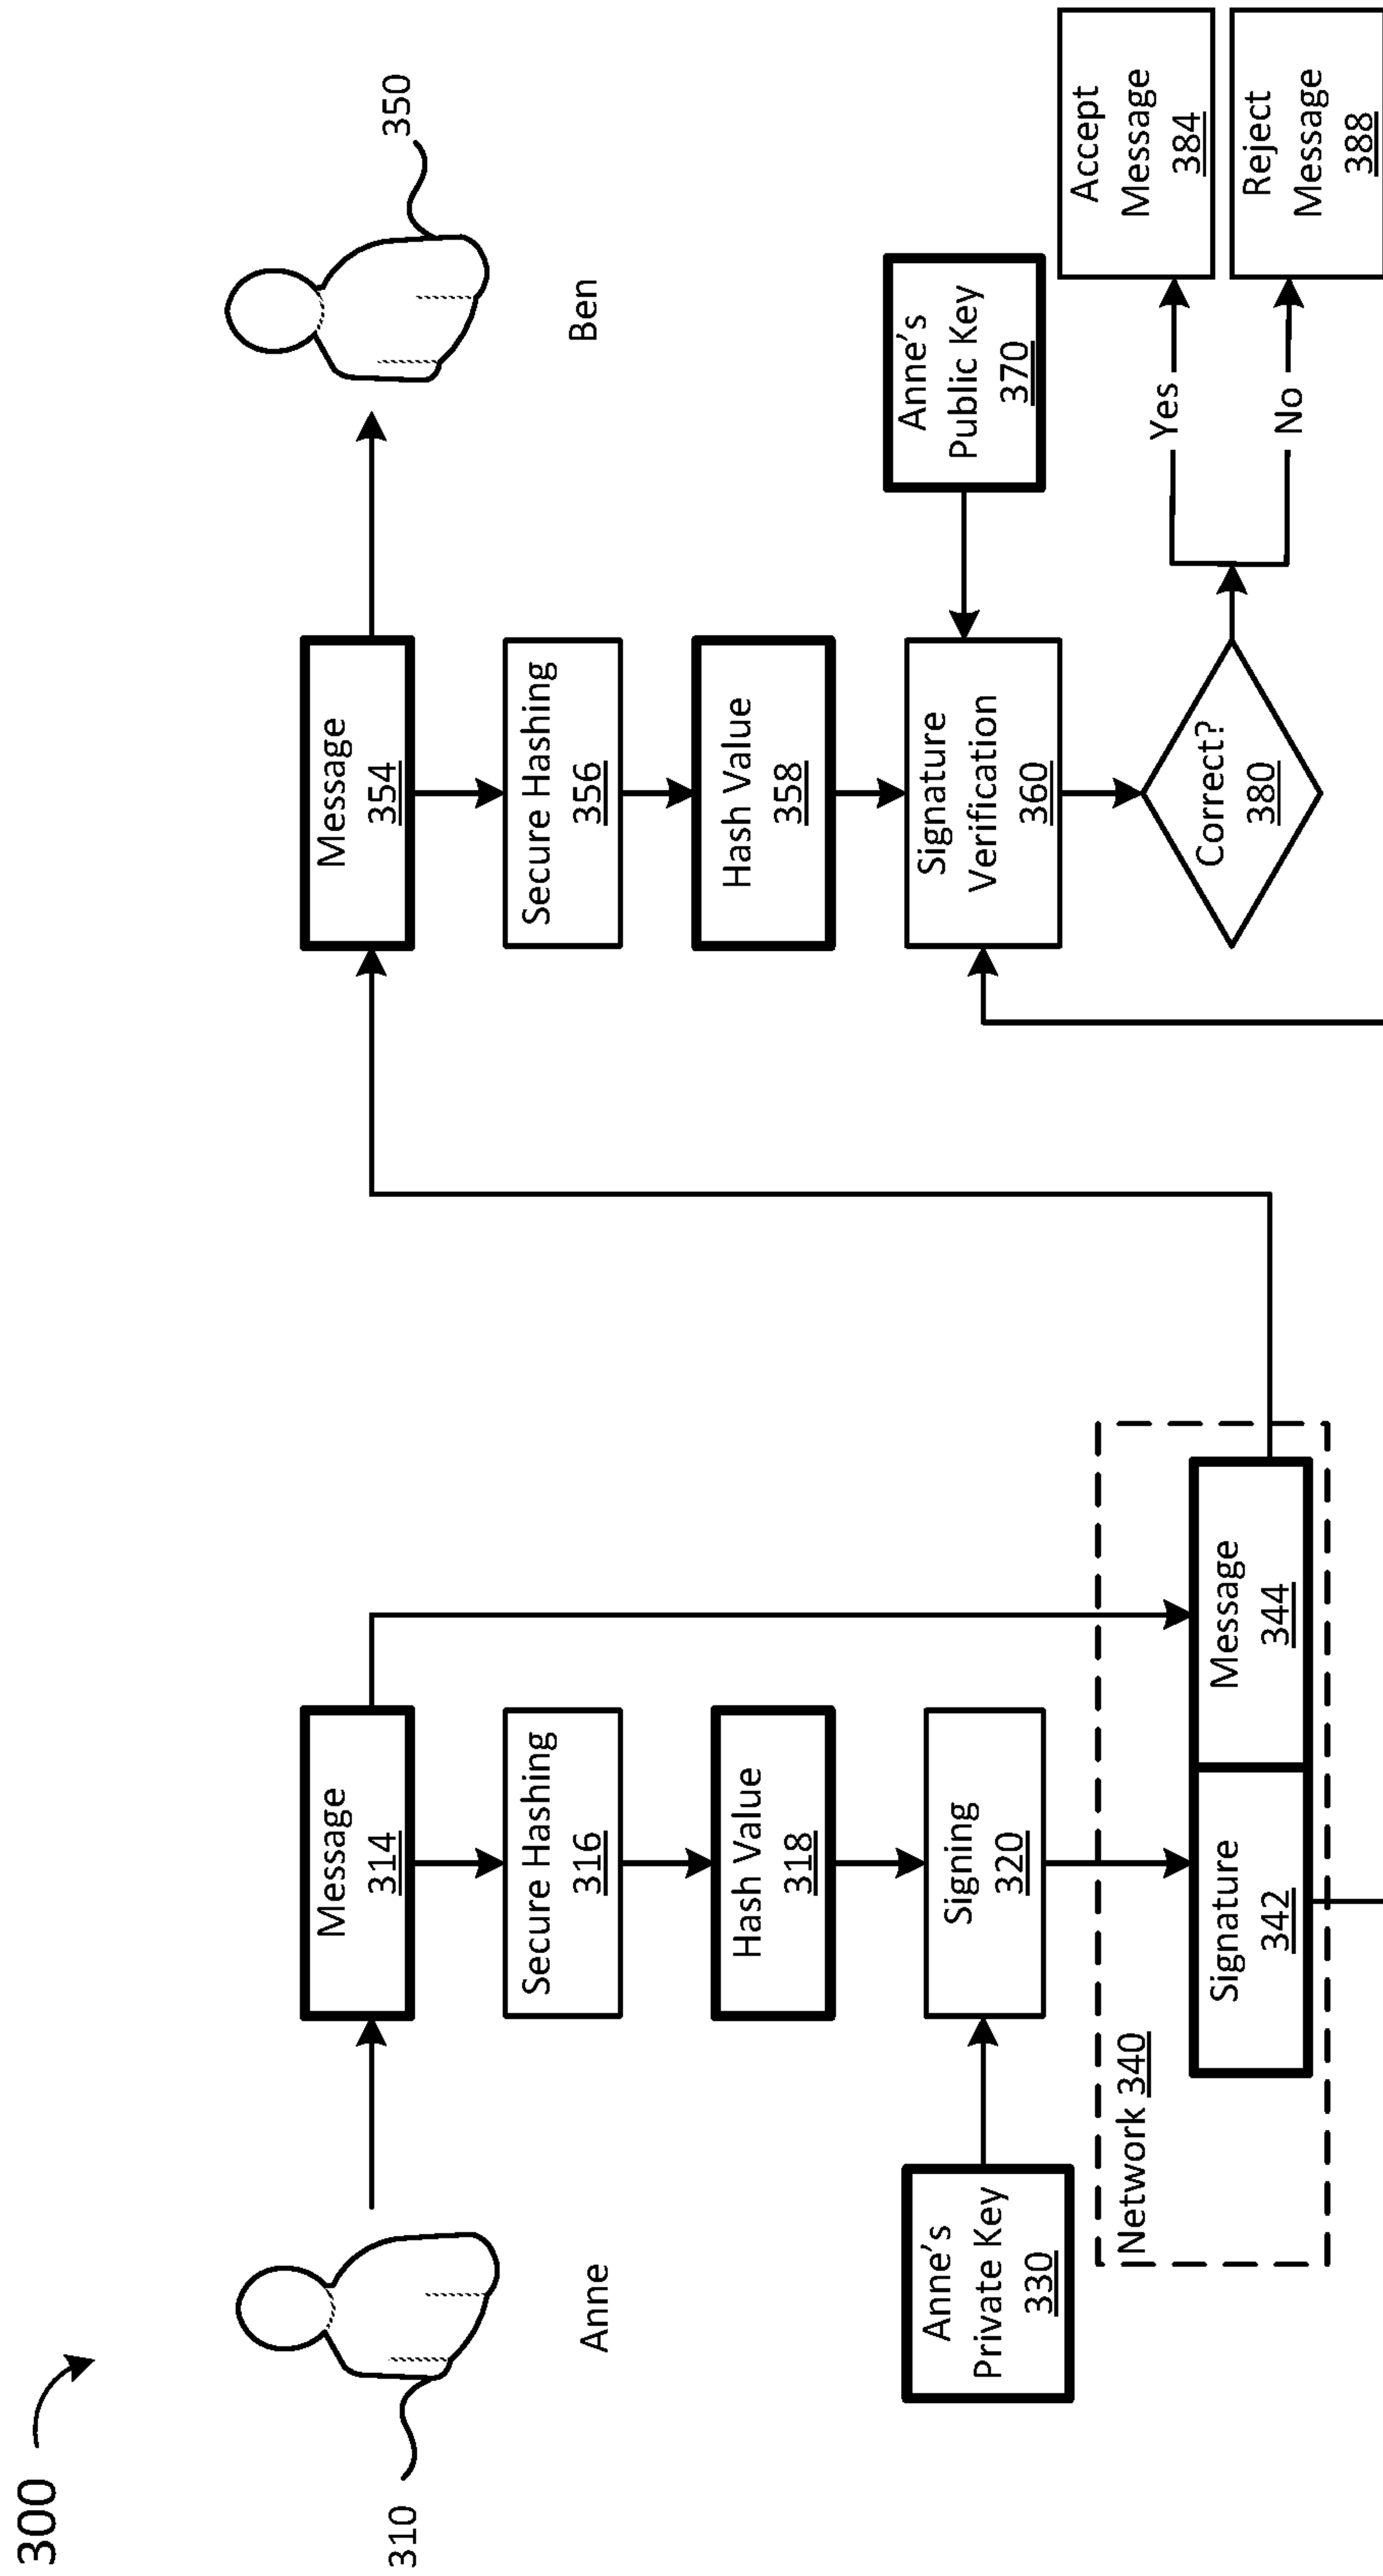 300
310
Anne
Message
314
Secure Hashing
316
Hash Value
318
Signing
320
Anne's
Private Key
330
Network 340
Signature
342
Message
344
350
Ben
Message
354
Secure Hashing
356
Hash Value
358
Signature
Verification
360
Anne's
Public Key
370
Correct?
380
Yes
No
Accept
Message
384
Reject
Message
388